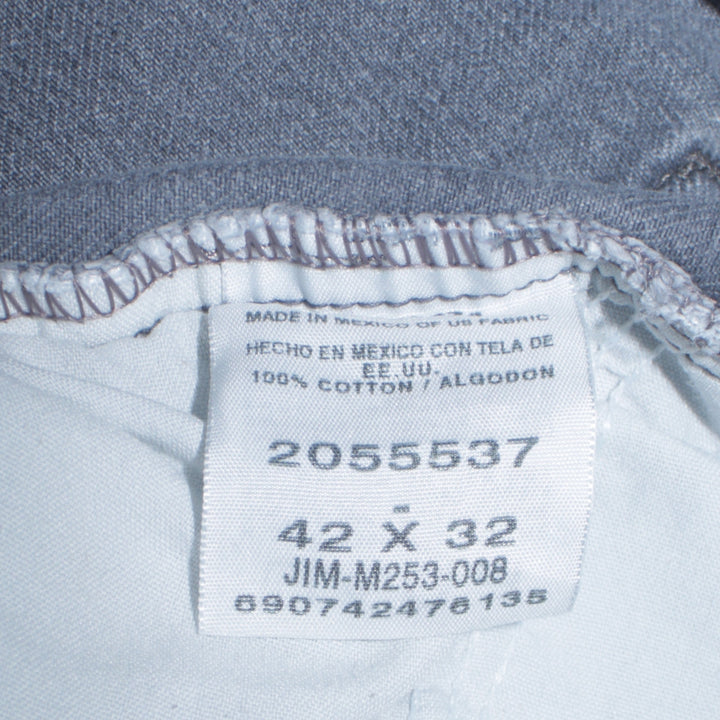 MADE IN MEXICO OF US FABRIC
HECHO EN MEXICO CON TELA DE
EE.UU.
100% COTTON / ALGODON
2055537
42 X 32
JIM-M253-008
690742476135